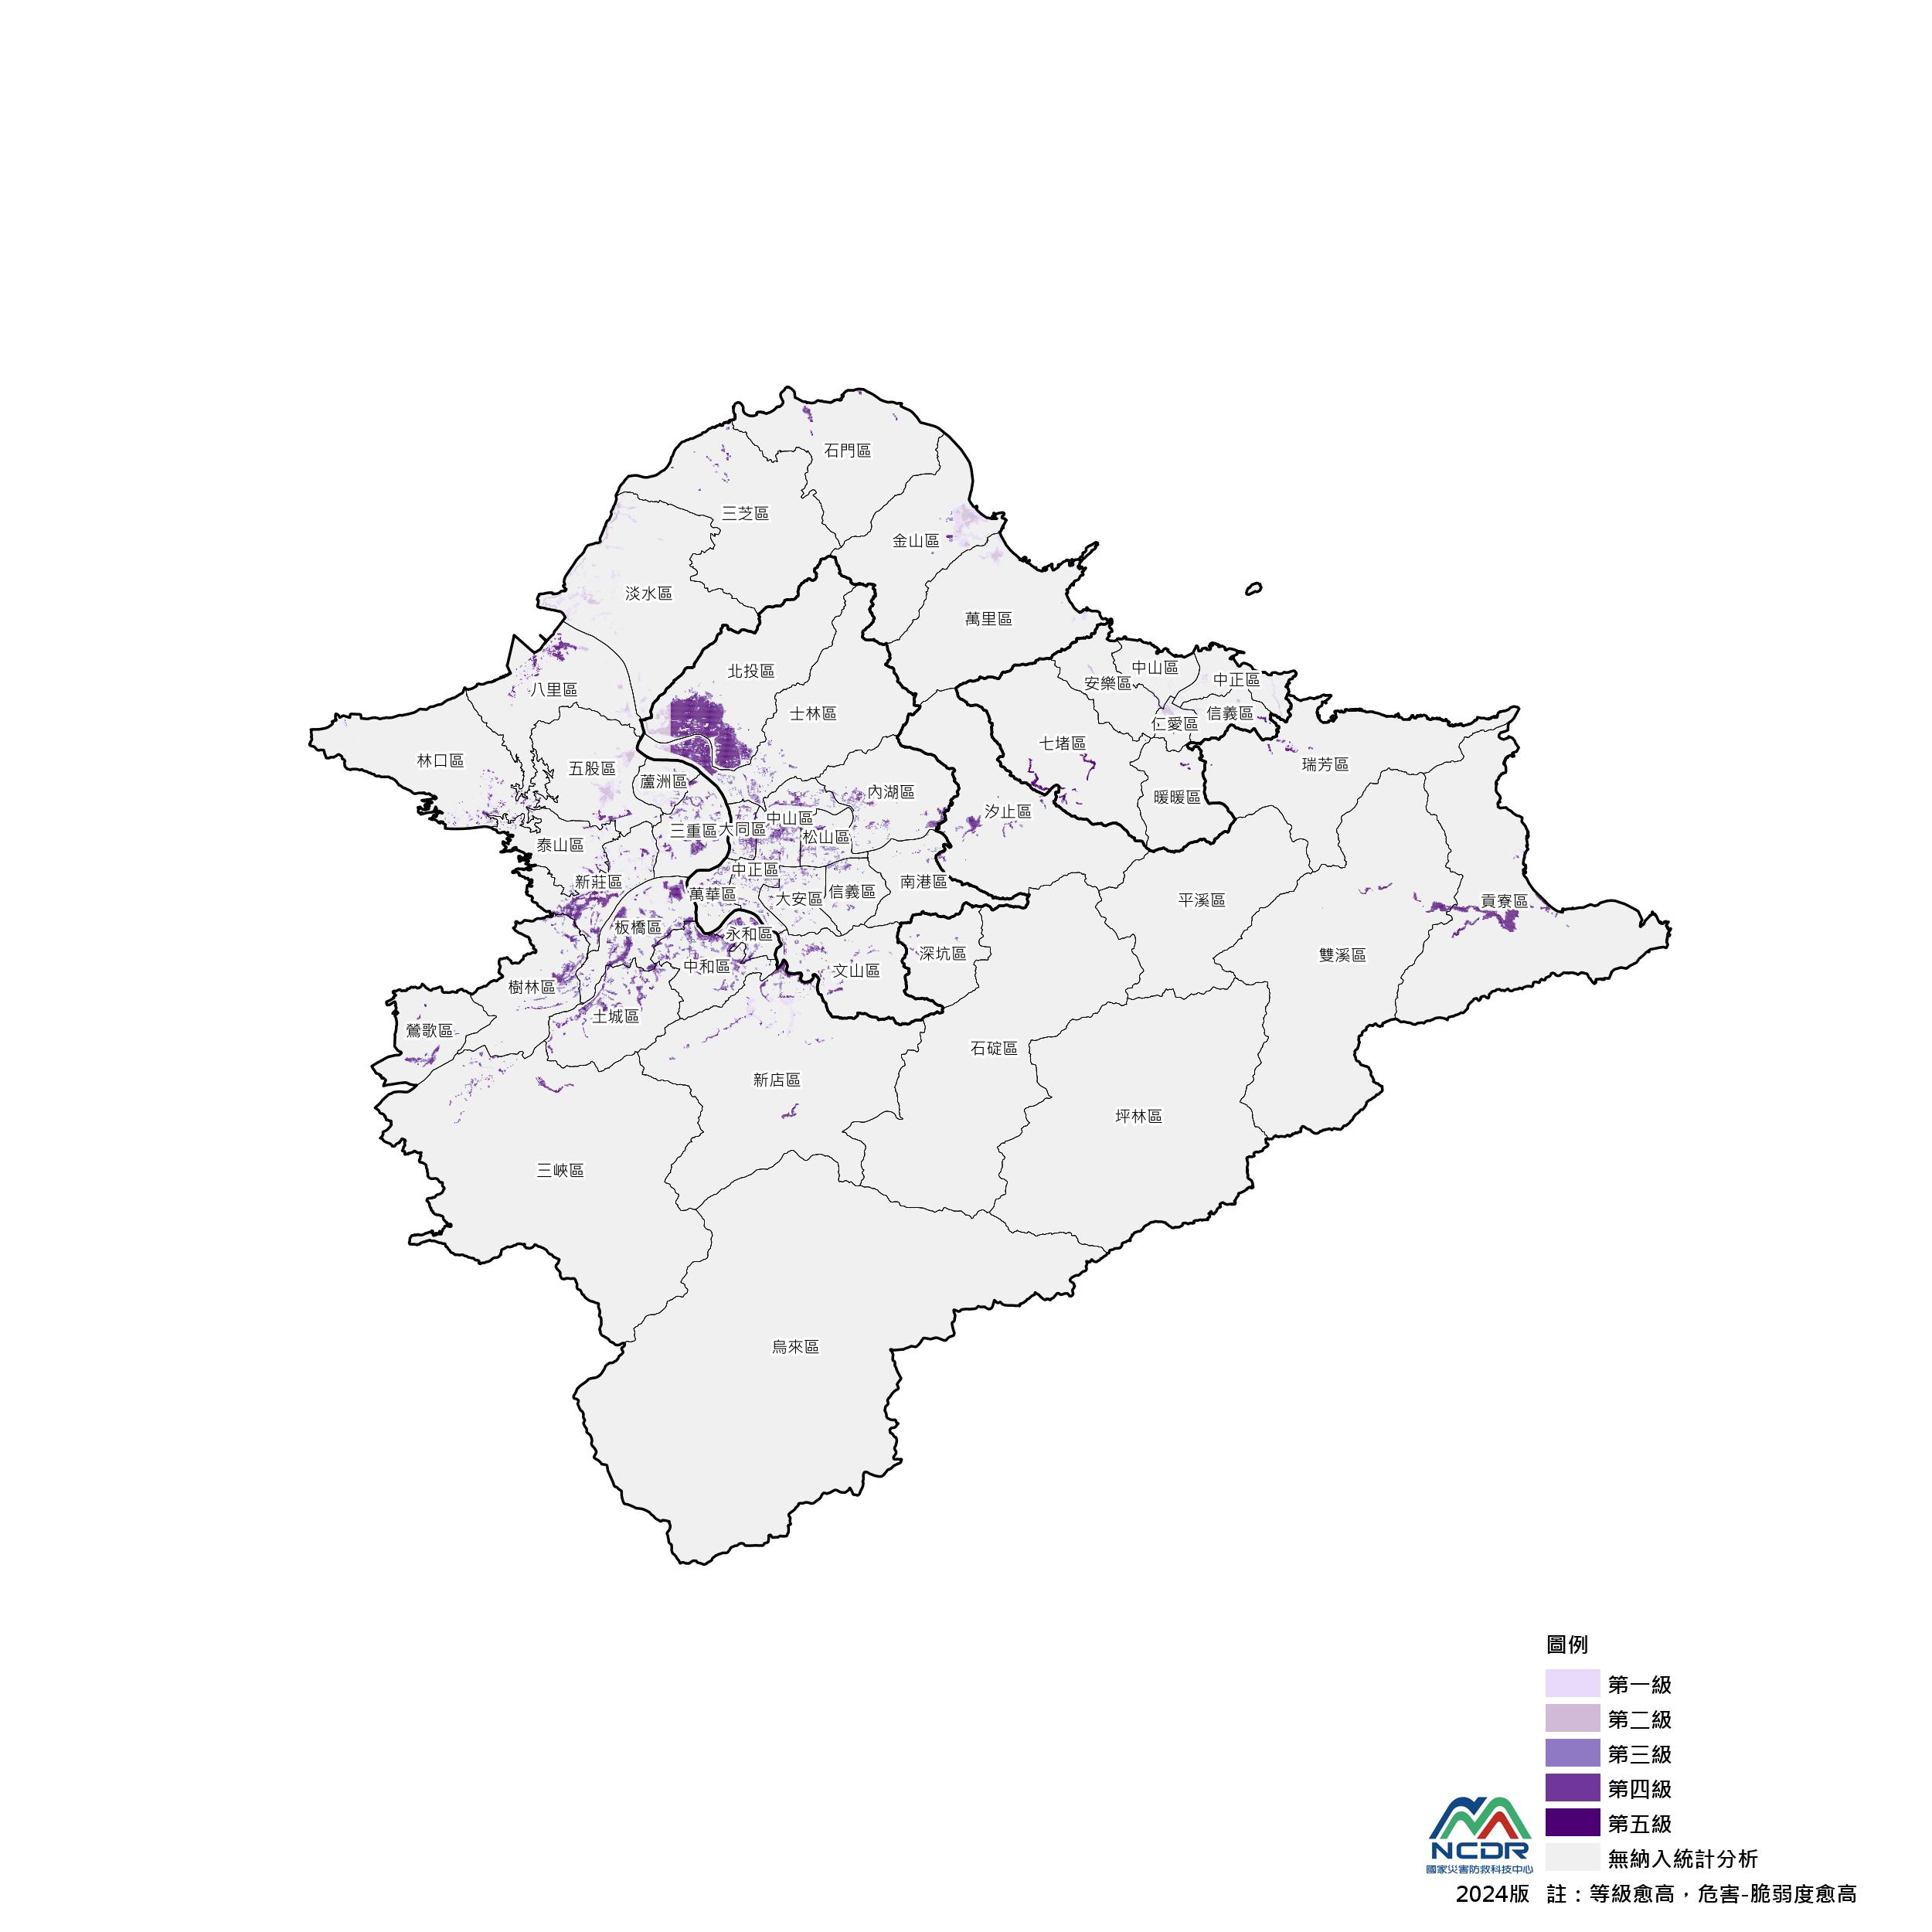 石門區
三芝區
金山區
淡水區
萬里區
北投區
中山區
中正區
安樂區
八里區
士林區
信義區
仁愛區
七堵區
林口區
五股區
瑞芳區
蘆洲區
內湖區
暖暖區
汐止區
中山區
三重區
大同區
松山區
泰山區
中正區
新莊區
南港區
萬華區
信義區
大安區
平溪區
貢寮區
板橋區
永和區
深坑區
雙溪區
中和區
文山區
樹林區
土城區
鶯歌區
石碇區
新店區
坪林區
三峽區
烏來區
圖例
第一級
第二級
第三級
第四級
第五級
無納入統計分析
NCDR
國家災害防救科技中心
2024版 註：等級愈高，危害-脆弱度愈高